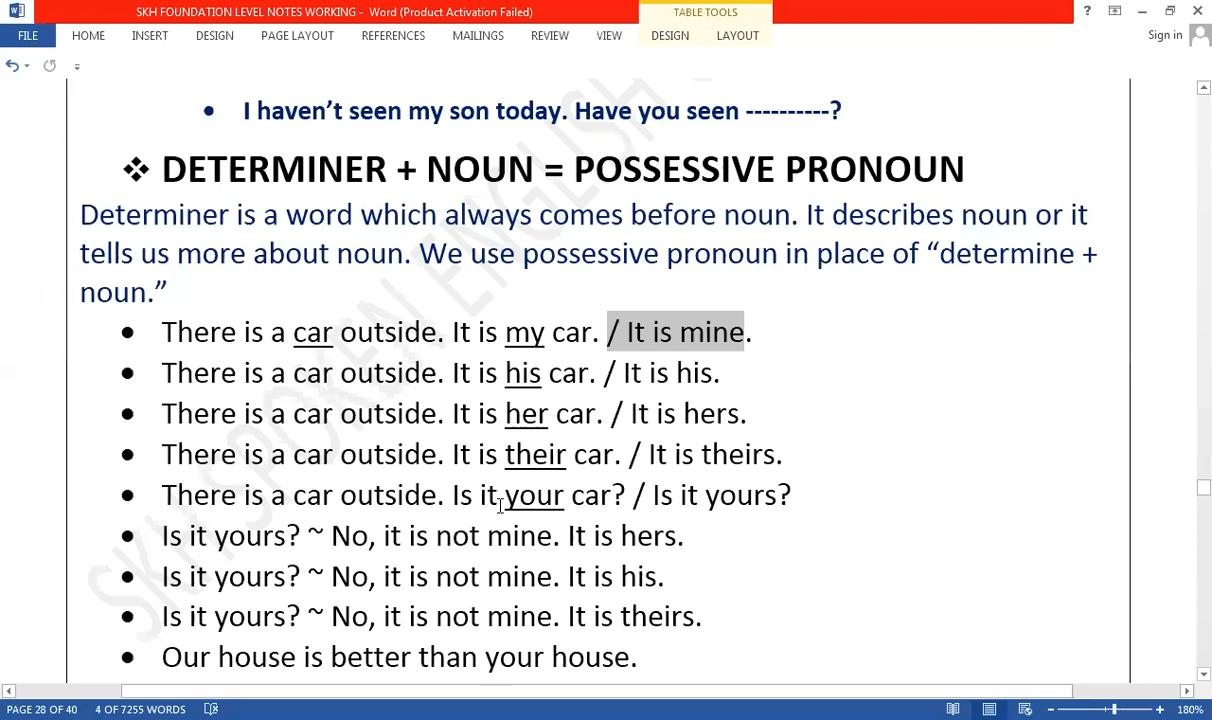 SKH FOUNDATION LEVEL NOTES WORKING - Word (Product Activation Failed)
TABLE TOOLS
FILE HOME INSERT DESIGN PAGE LAYOUT REFERENCES MAILINGS REVIEW VIEW DESIGN LAYOUT Sign in
• I haven’t seen my son today. Have you seen ----------?
❖ DETERMINER + NOUN = POSSESSIVE PRONOUN
Determiner is a word which always comes before noun. It describes noun or it
tells us more about noun. We use possessive pronoun in place of “determine +
noun.”
• There is a car outside. It is my car. / It is mine.
• There is a car outside. It is his car. / It is his.
• There is a car outside. It is her car. / It is hers.
• There is a car outside. It is their car. / It is theirs.
• There is a car outside. Is it your car? / Is it yours?
• Is it yours? ~ No, it is not mine. It is hers.
• Is it yours? ~ No, it is not mine. It is his.
• Is it yours? ~ No, it is not mine. It is theirs.
• Our house is better than your house.
SKH SPOKEN ENGLISH
PAGE 28 OF 40 4 OF 7255 WORDS 180%